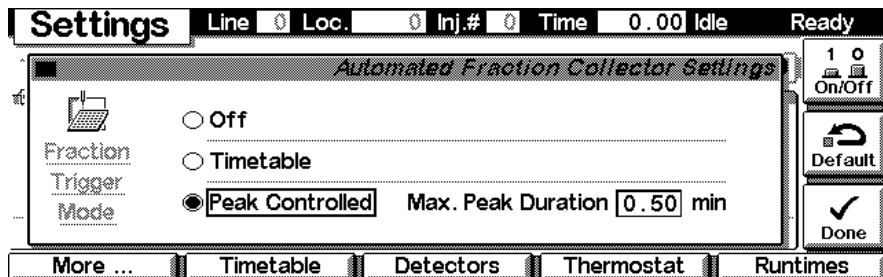 Settings Line 0 Loc. 0 Inj.# 0 Time 0.00 Idle Ready
Automated Fraction Collector Settings
1 0
On/Off
Fraction Trigger Mode
Off
Timetable
Peak Controlled Max. Peak Duration 0.50 min
Default
Done
More ... Timetable Detectors Thermostat Runtimes